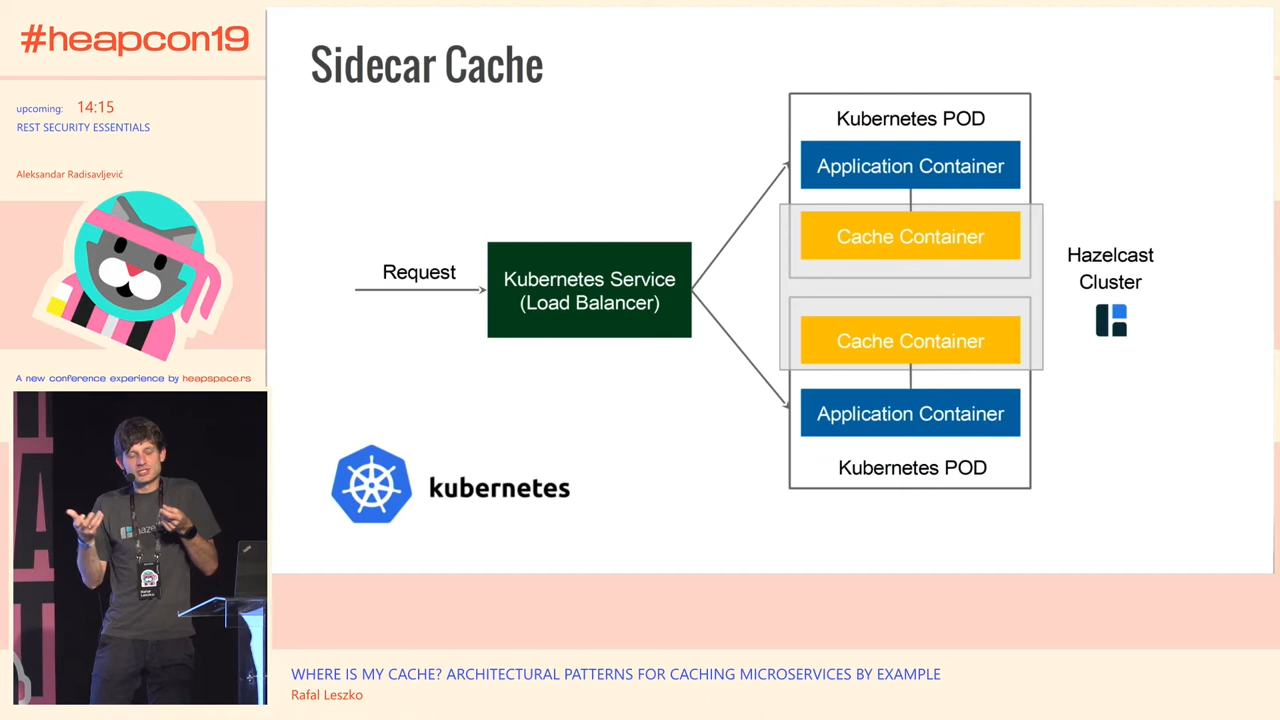 #heapcon19
upcoming: 14:15
REST SECURITY ESSENTIALS
Aleksandar Radisavljević
A new conference experience by heapspace.rs
Sidecar Cache
Kubernetes POD
Application Container
Cache Container
Request
Kubernetes Service
(Load Balancer)
Hazelcast
Cluster
Cache Container
Application Container
Kubernetes POD
kubernetes
WHERE IS MY CACHE? ARCHITECTURAL PATTERNS FOR CACHING MICROSERVICES BY EXAMPLE
Rafal Leszko